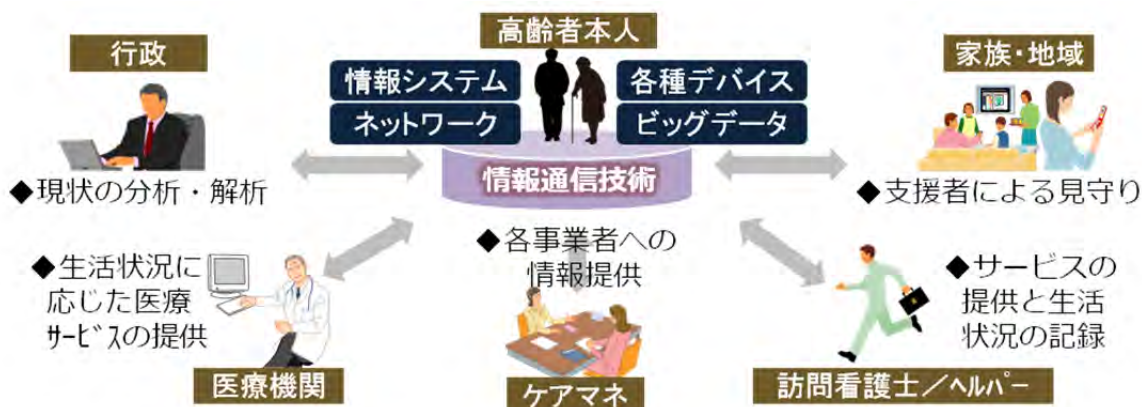 高齢者本人
行政
家族・地域
情報システム
各種デバイス
ネットワーク
ビッグデータ
情報通信技術
◆現状の分析・解析
◆支援者による見守り
◆各事業者への
情報提供
◆生活状況に
応じた医療
ｻｰﾋﾞｽの提供
◆サービスの
提供と生活
状況の記録
医療機関
ケアマネ
訪問看護士／ﾍﾙﾊﾟｰ